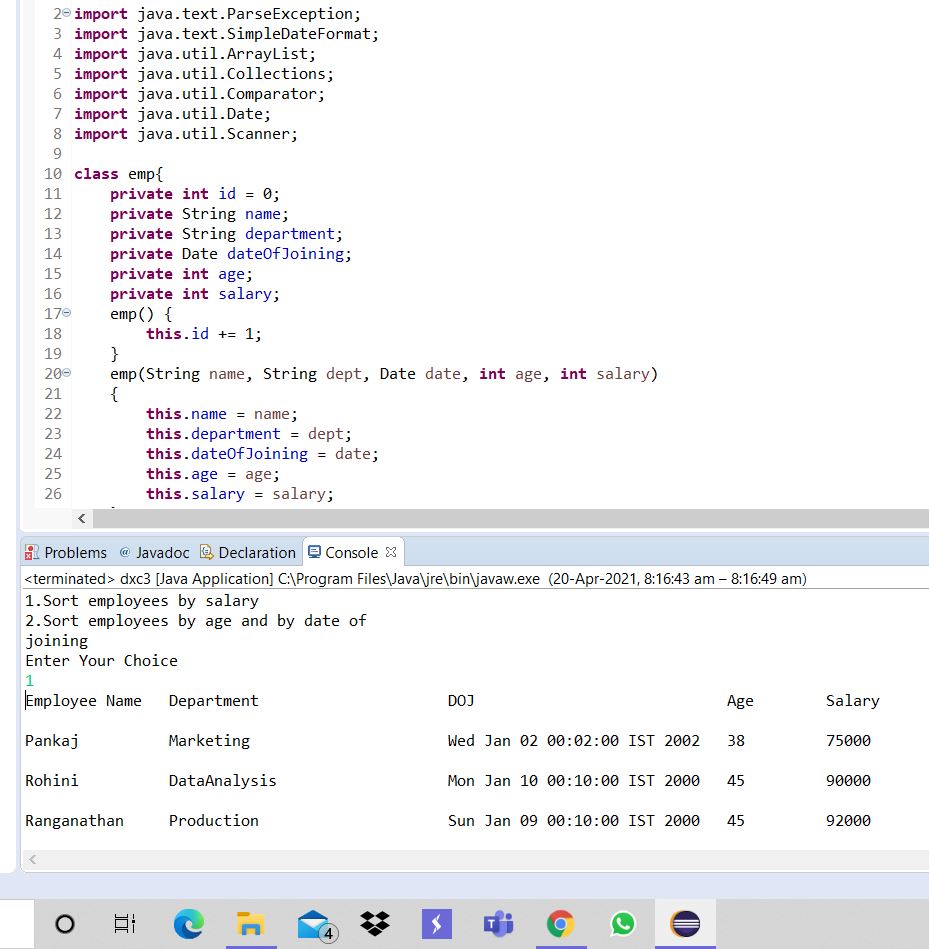 2 import java.text.ParseException;
3 import java.text.SimpleDateFormat;
4 import java.util.ArrayList;
5 import java.util.Collections;
6 import java.util.Comparator;
7 import java.util.Date;
8 import java.util.Scanner;
9
10 class emp{
11 private int id = 0;
12 private String name;
13 private String department;
14 private Date dateOfJoining;
15 private int age;
16 private int salary;
17 emp() {
18 this.id += 1;
19 }
20 emp(String name, String dept, Date date, int age, int salary)
21 {
22 this.name = name;
23 this.department = dept;
24 this.dateOfJoining = date;
25 this.age = age;
26 this.salary = salary;
Problems @ Javadoc Declaration Console
<terminated> dxc3 [Java Application] C:\Program Files\Java\jre\bin\javaw.exe (20-Apr-2021, 8:16:43 am – 8:16:49 am)
1.Sort employees by salary
2.Sort employees by age and by date of
joining
Enter Your Choice
1
Employee Name Department DOJ Age Salary
Pankaj Marketing Wed Jan 02 00:02:00 IST 2002 38 75000
Rohini DataAnalysis Mon Jan 10 00:10:00 IST 2000 45 90000
Ranganathan Production Sun Jan 09 00:10:00 IST 2000 45 92000
4
T